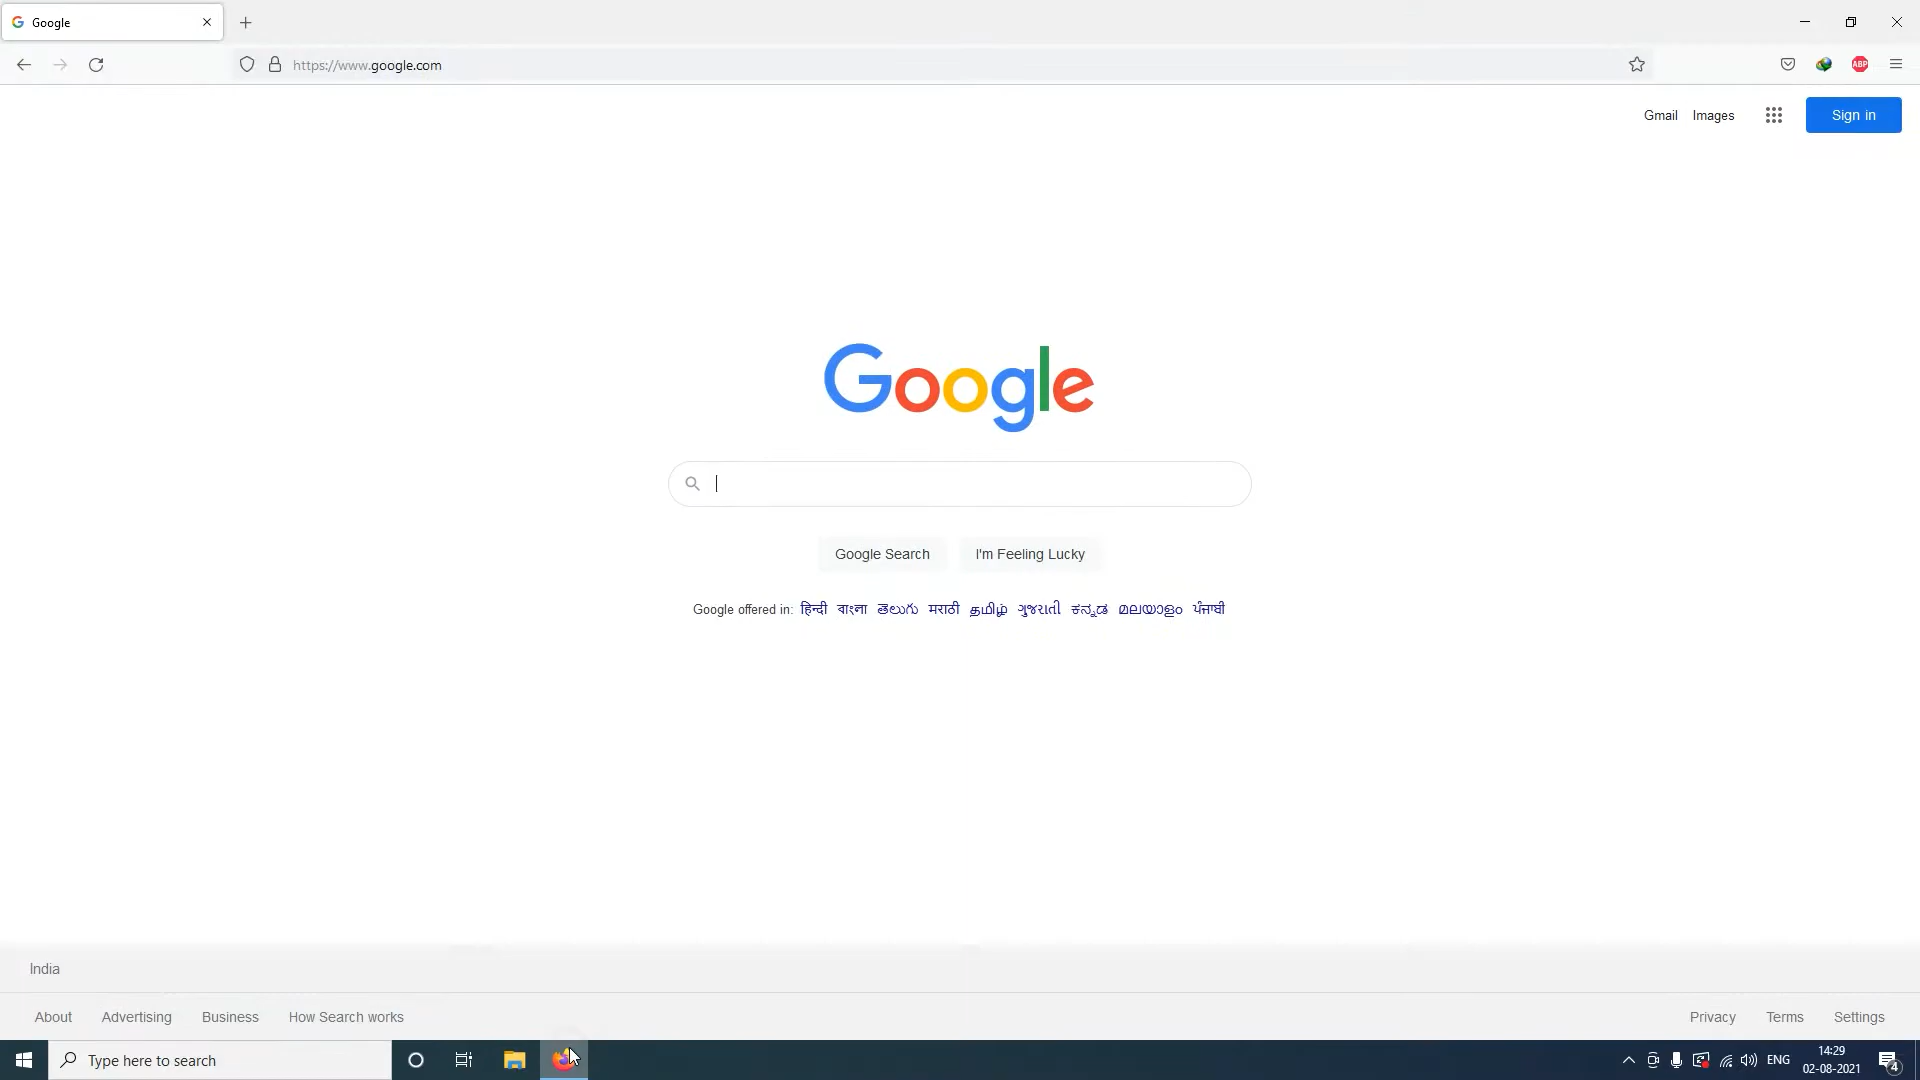 Google
https://www.google.com
ABP
Gmail Images Sign in
Google
Google Search I'm Feeling Lucky
Google offered in: हिन्दी বাংলা తెలుగు मराठी தமிழ் ગુજરાતી ಕನ್ನಡ മലയാളം ਪੰਜਾਬੀ
India
About Advertising Business How Search works Privacy Terms Settings
Type here to search ENG 14:29
02-08-2021 4